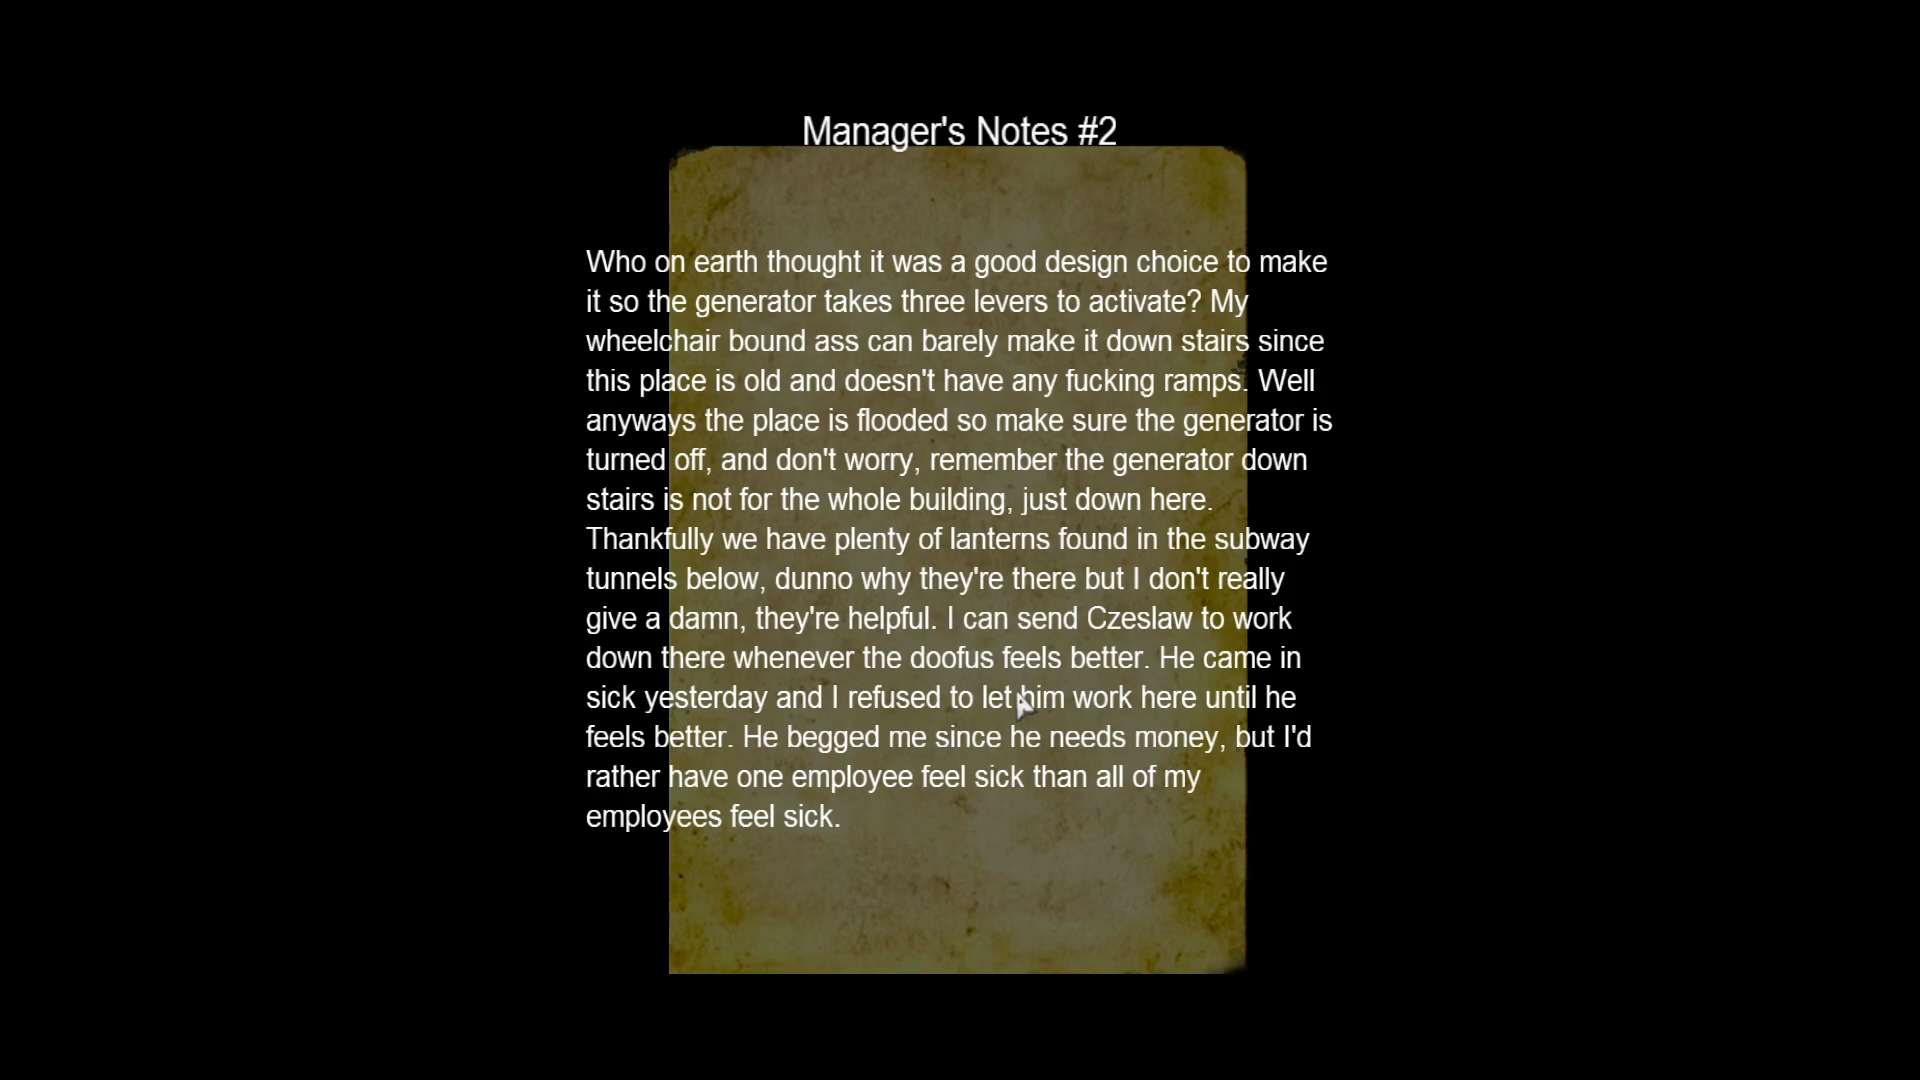 Manager's Notes #2
Who on earth thought it was a good design choice to make
it so the generator takes three levers to activate? My
wheelchair bound ass can barely make it down stairs since
this place is old and doesn't have any fucking ramps. Well
anyways the place is flooded so make sure the generator is
turned off, and don't worry, remember the generator down
stairs is not for the whole building, just down here.
Thankfully we have plenty of lanterns found in the subway
tunnels below, dunno why they're there but I don't really
give a damn, they're helpful. I can send Czeslaw to work
down there whenever the doofus feels better. He came in
sick yesterday and I refused to let him work here until he
feels better. He begged me since he needs money, but I'd
rather have one employee feel sick than all of my
employees feel sick.